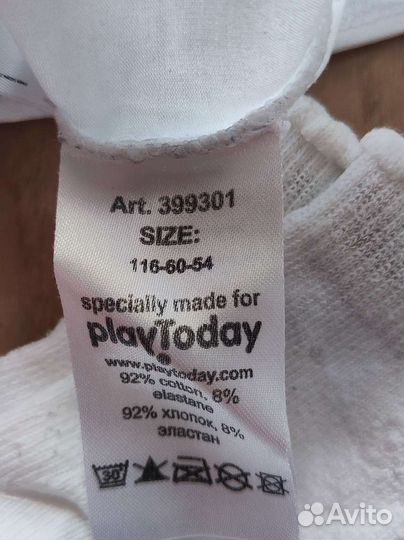 Art. 399301
SIZE:
116-60-54
specially made for
playToday
www.playtoday.com
92% cotton, 8%
elastane
92% хлопок, 8%
эластан
30°
Avito